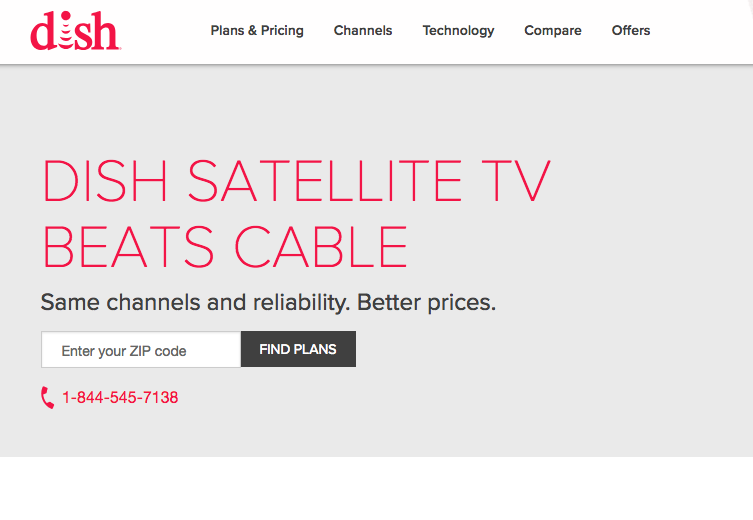 dish
Plans & Pricing Channels Technology Compare Offers
DISH SATELLITE TV
BEATS CABLE
Same channels and reliability. Better prices.
Enter your ZIP code FIND PLANS
1-844-545-7138